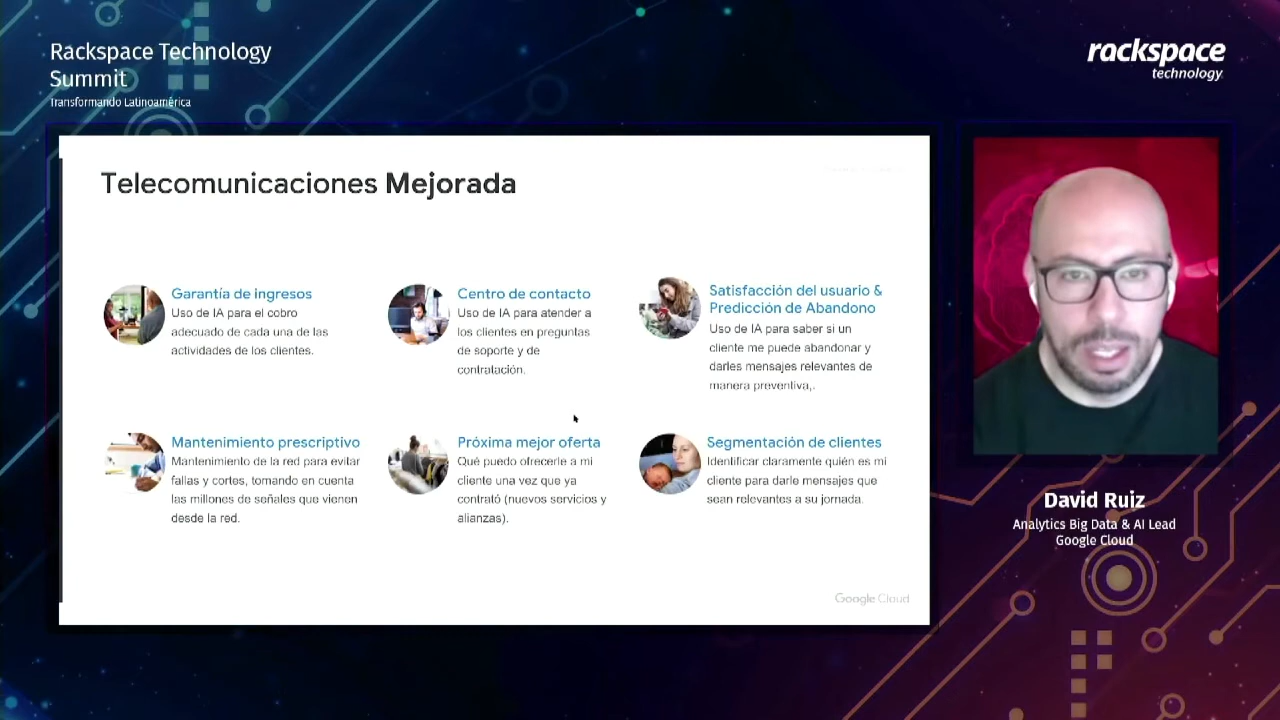 Rackspace Technology
Summit
Transformando Latinoamérica
rackspace
technology
Telecomunicaciones Mejorada
Garantía de ingresos
Uso de IA para el cobro
adecuado de cada una de las
actividades de los clientes.
Centro de contacto
Uso de IA para atender a
los clientes en preguntas
de soporte y de
contratación.
Satisfacción del usuario &
Predicción de Abandono
Uso de IA para saber si un
cliente me puede abandonar y
darles mensajes relevantes de
manera preventiva,.
Mantenimiento prescriptivo
Mantenimiento de la red para evitar
fallas y cortes, tomando en cuenta
las millones de señales que vienen
desde la red.
Próxima mejor oferta
Qué puedo ofrecerle a mi
cliente una vez que ya
contrató (nuevos servicios y
alianzas).
Segmentación de clientes
Identificar claramente quién es mi
cliente para darle mensajes que
sean relevantes a su jornada.
Google Cloud
David Ruiz
Analytics Big Data & AI Lead
Google Cloud